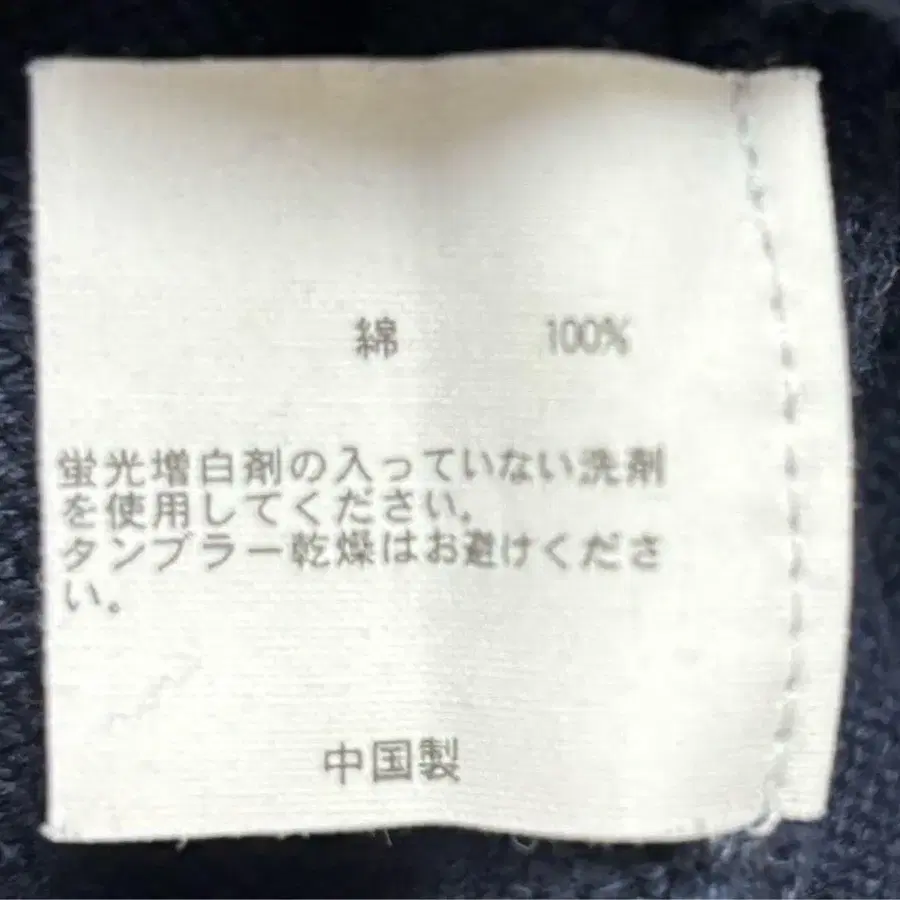 綿 100%
蛍光増白剤の入っていない洗剤
を使用してください。
タンブラー乾燥はお避けくださ
い。
中国製